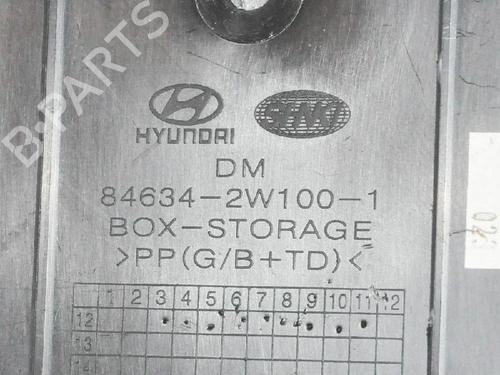 B-PARTS
HYUNDAI
DM
84634-2W100-1
BOX-STORAGE
>PP(G/B+TD)<
1 2 3 4 5 6 7 8 9 10 11 12
12
13